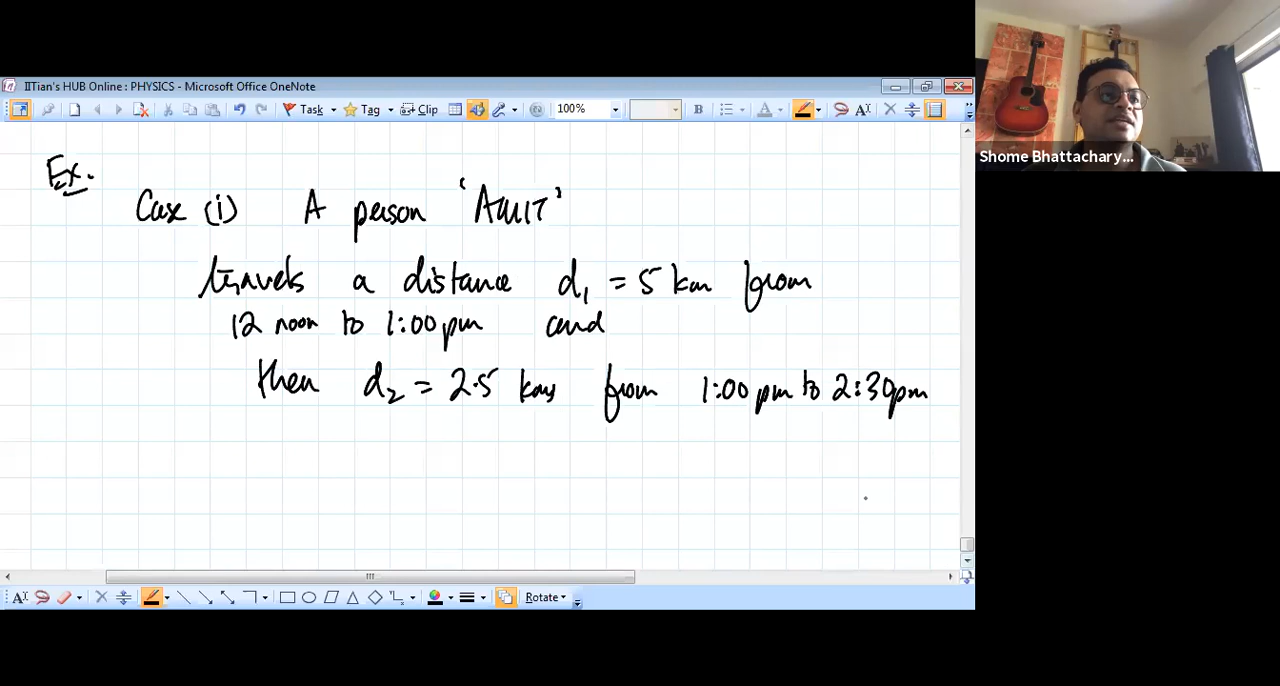 IITian's HUB Online : PHYSICS - Microsoft Office OneNote
Task Tag Clip 100% B
Shome Bhattachary...
Ex.
Case (i) A person 'AMIT'
travels a distance d₁ = 5 km from
12 noon to 1:00 pm and
then d₂ = 2.5 kms from 1:00 pm to 2:30 pm
Rotate